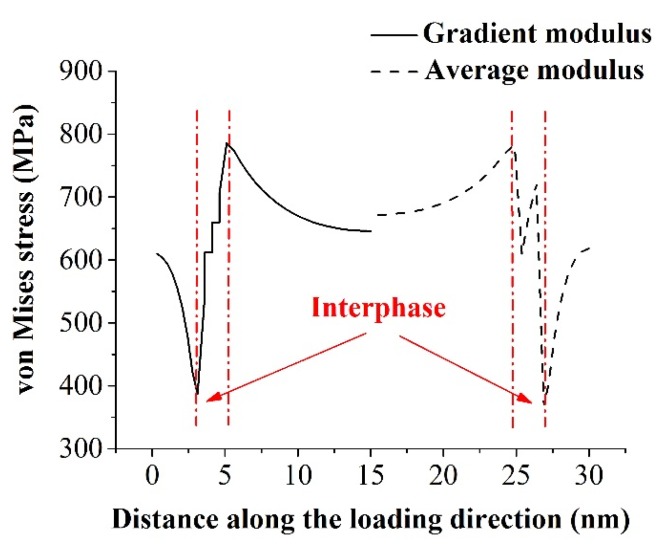 Gradient modulus
Average modulus
900
800
700
600
500
400
300
von Mises stress (MPa)
Interphase
0 5 10 15 20 25 30
Distance along the loading direction (nm)